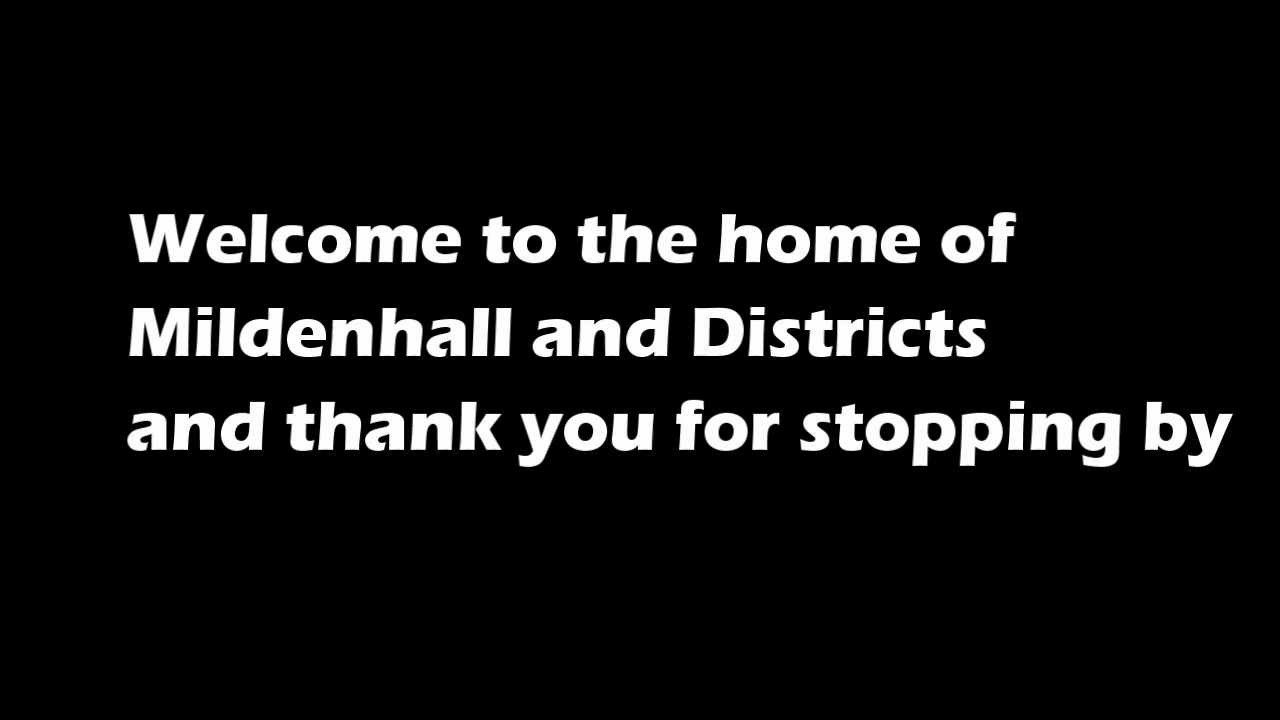 Welcome to the home of
Mildenhall and Districts
and thank you for stopping by